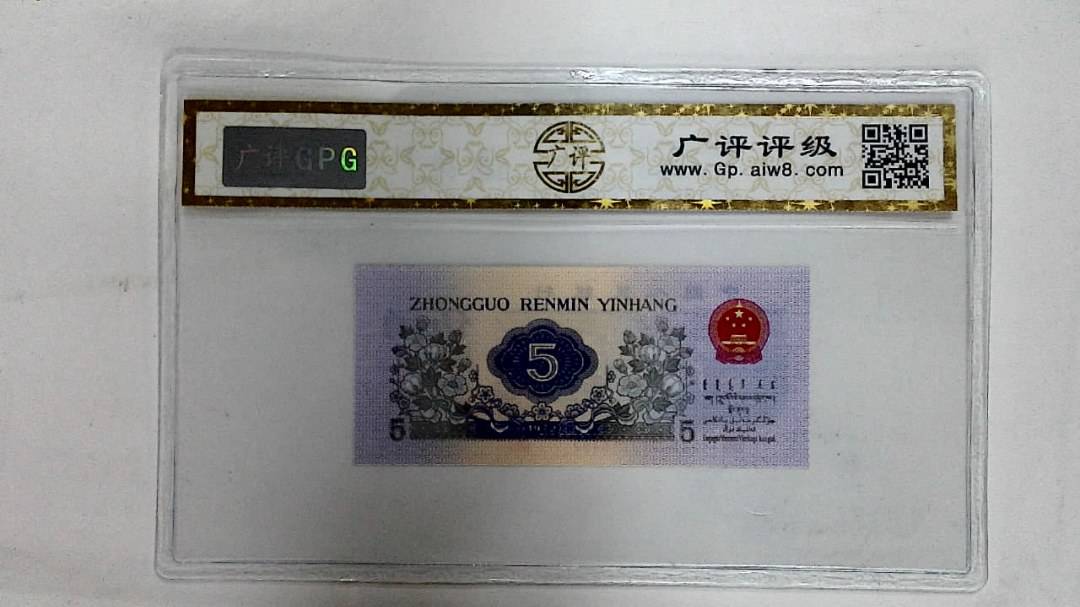 广评GPG
广评
广评评级
www. Gp. aiw8. com
ZHONGGUO RENMIN YINHANG
5
5
5